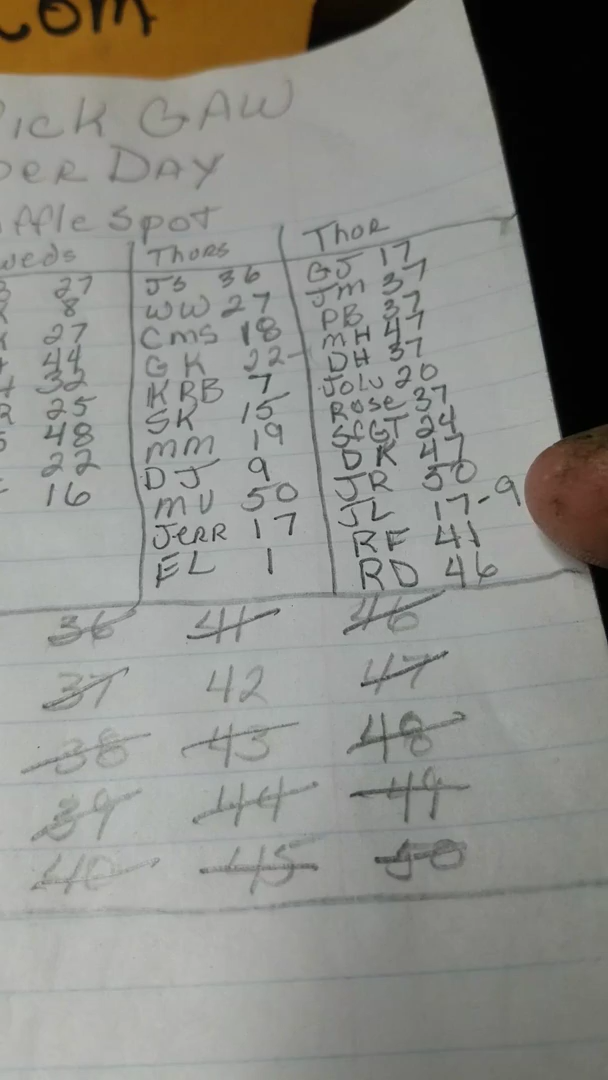 com
Pick GAW
per DAY
affle Spot
weds Thors Thor
27 JS 36 GJ 17
8 WW 27 JM 37
27 CMS 18 PB 37
44 GK 22- MH 47
32 KRB 7 DH 37
25 SK 15 JOLU 20
48 MM 19 Rose 37
22 DJ 9 SGT 24
16 MU 50 DK 47
Jerr 17 JR 50
FL 1 JL 17-9
RF 41
RD 46
36 41 46
37 42 47
38 43 48
39 44 49
40 45 50